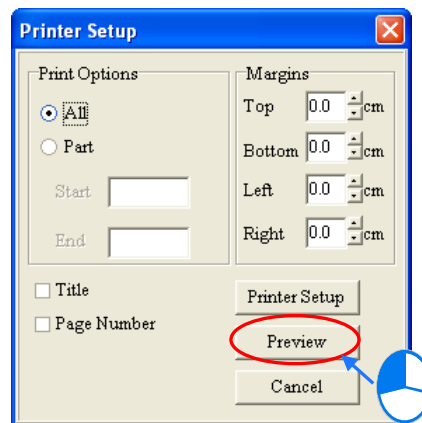 Printer Setup
Print Options
All
Part
Start
End
Margins
Top 0.0 cm
Bottom 0.0 cm
Left 0.0 cm
Right 0.0 cm
Title
Page Number
Printer Setup
Preview
Cancel